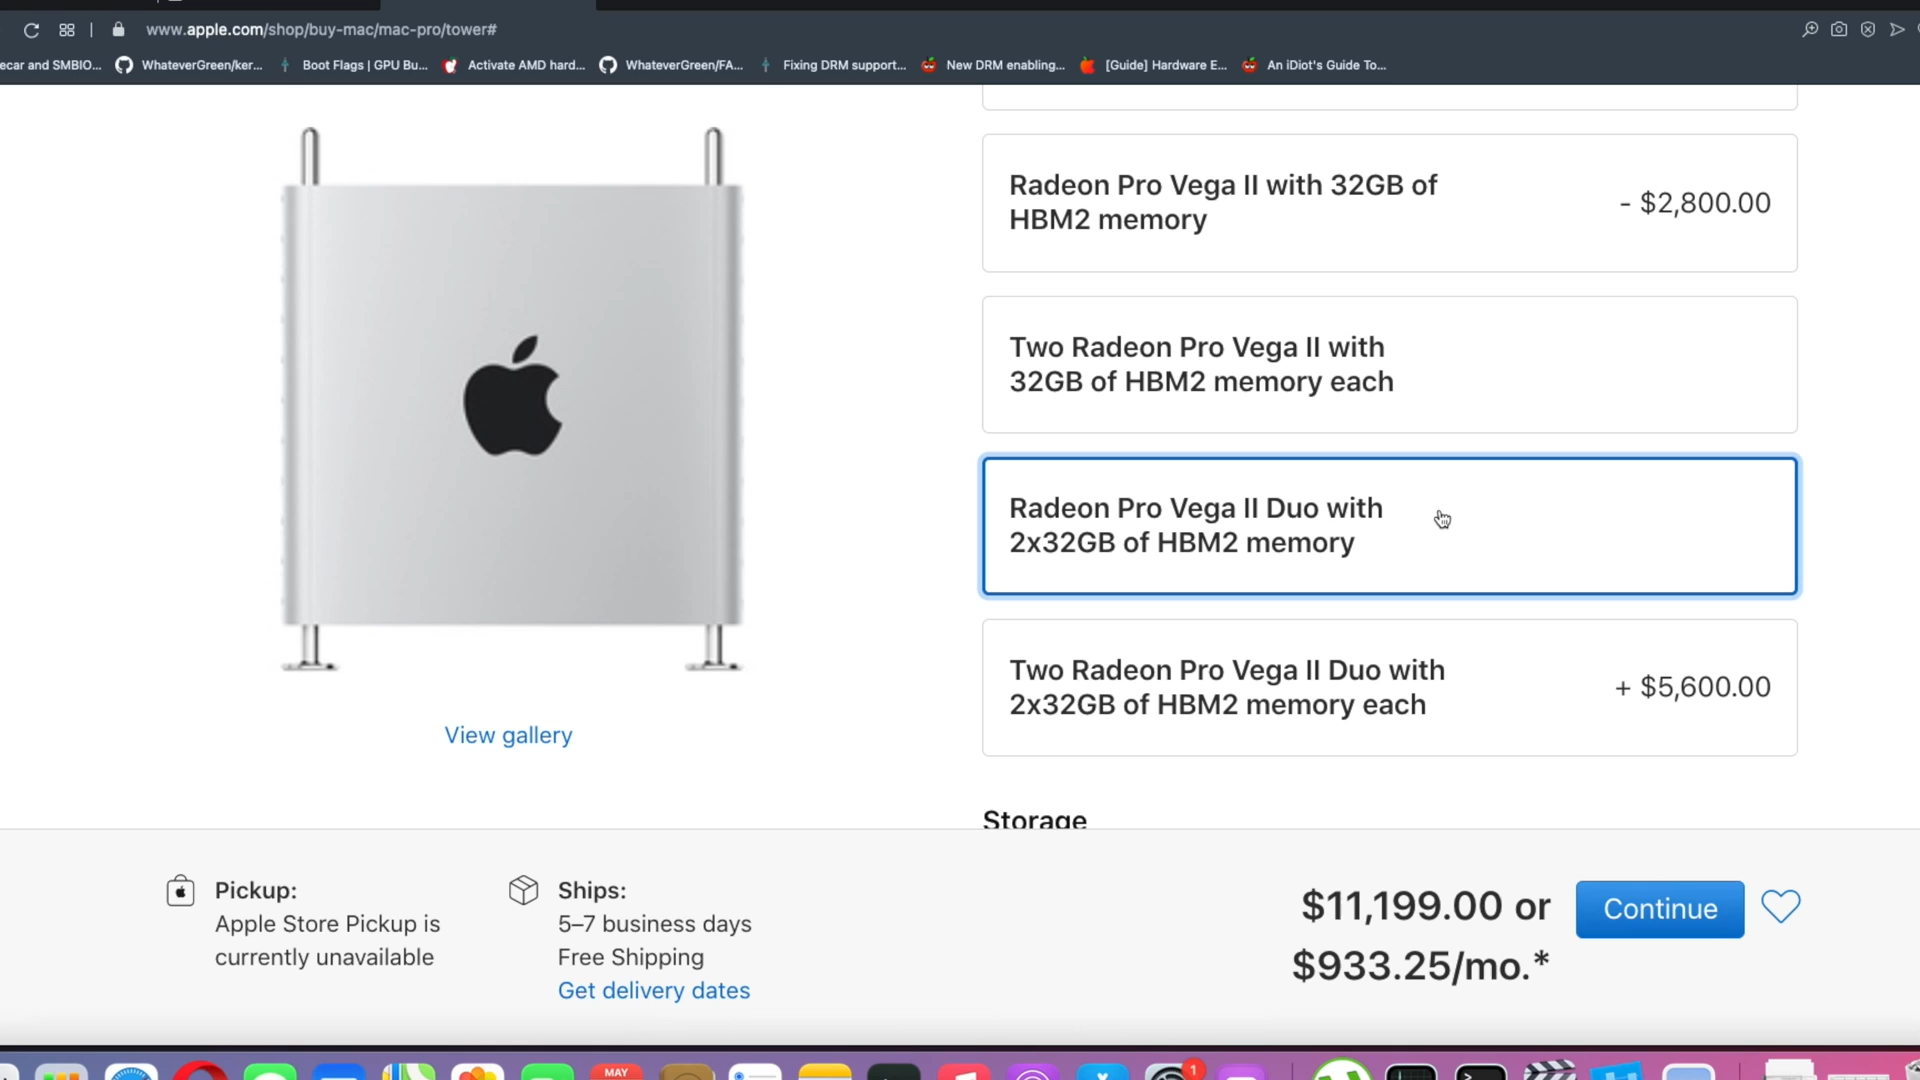 www.apple.com/shop/buy-mac/mac-pro/tower#
ecar and SMBIO... WhateverGreen/ker... Boot Flags | GPU Bu... Activate AMD hard... WhateverGreen/FA... Fixing DRM support... New DRM enabling... [Guide] Hardware E... An iDiot's Guide To...
Radeon Pro Vega II with 32GB of
HBM2 memory
- $2,800.00
Two Radeon Pro Vega II with
32GB of HBM2 memory each
Radeon Pro Vega II Duo with
2x32GB of HBM2 memory
Two Radeon Pro Vega II Duo with
2x32GB of HBM2 memory each
+ $5,600.00
View gallery
Storage
Pickup:
Apple Store Pickup is
currently unavailable
Ships:
5–7 business days
Free Shipping
Get delivery dates
$11,199.00 or
$933.25/mo.*
Continue
MAY
1